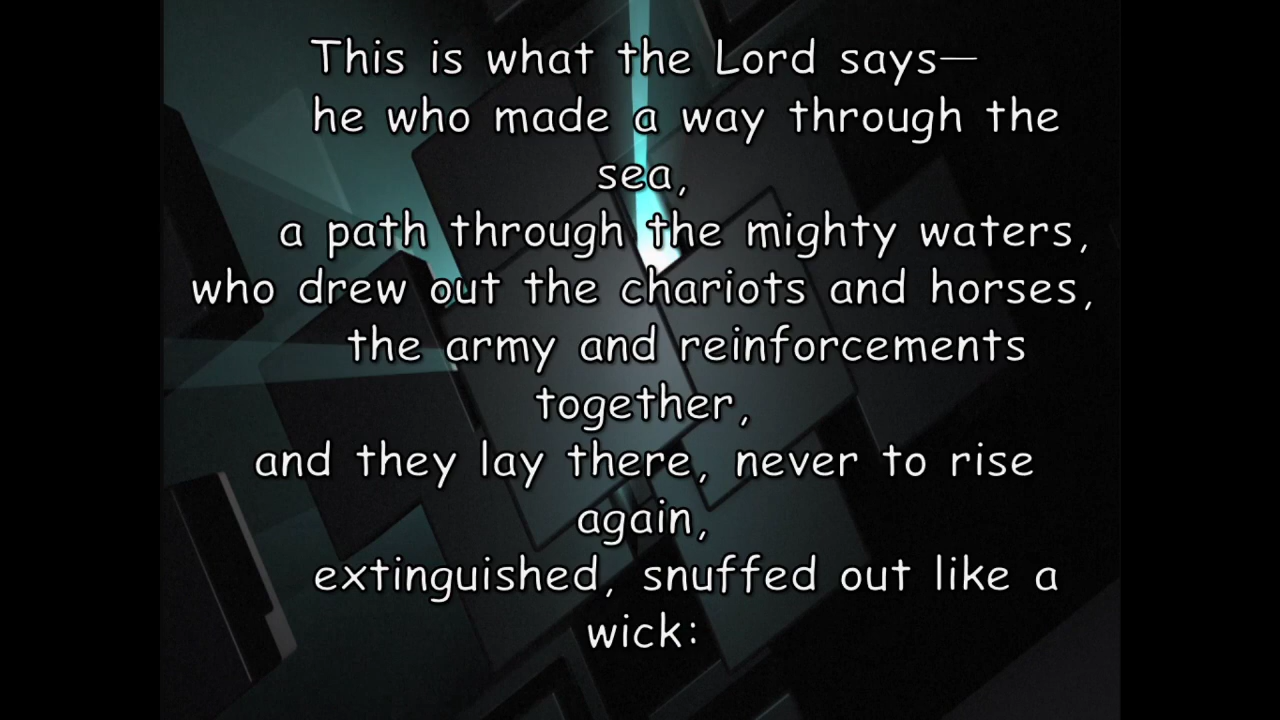 This is what the Lord says—
he who made a way through the
sea,
a path through the mighty waters,
who drew out the chariots and horses,
the army and reinforcements
together,
and they lay there, never to rise
again,
extinguished, snuffed out like a
wick: